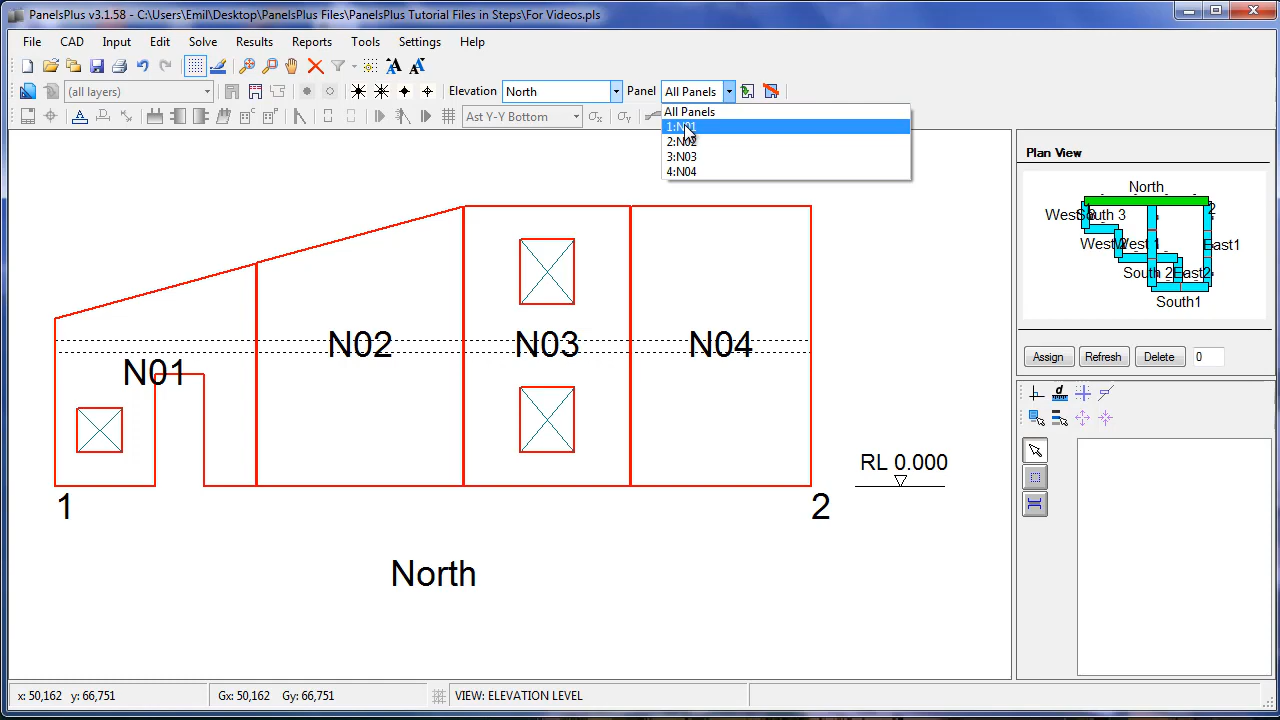 PanelsPlus v3.1.58 - C:\Users\Emil\Desktop\PanelsPlus Files\PanelsPlus Tutorial Files in Steps\For Videos.pls
File CAD Input Edit Solve Results Reports Tools Settings Help
(all layers) Elevation North Panel All Panels
Ast Y-Y Bottom
All Panels
1:N01
2:N02
3:N03
4:N04
Plan View
North
2
West South 3
West West 1 East1
South 2 East2
South1
Assign Refresh Delete 0
N01
N02
N03
N04
RL 0.000
1
2
North
x: 50,162 y: 66,751 Gx: 50,162 Gy: 66,751 VIEW: ELEVATION LEVEL